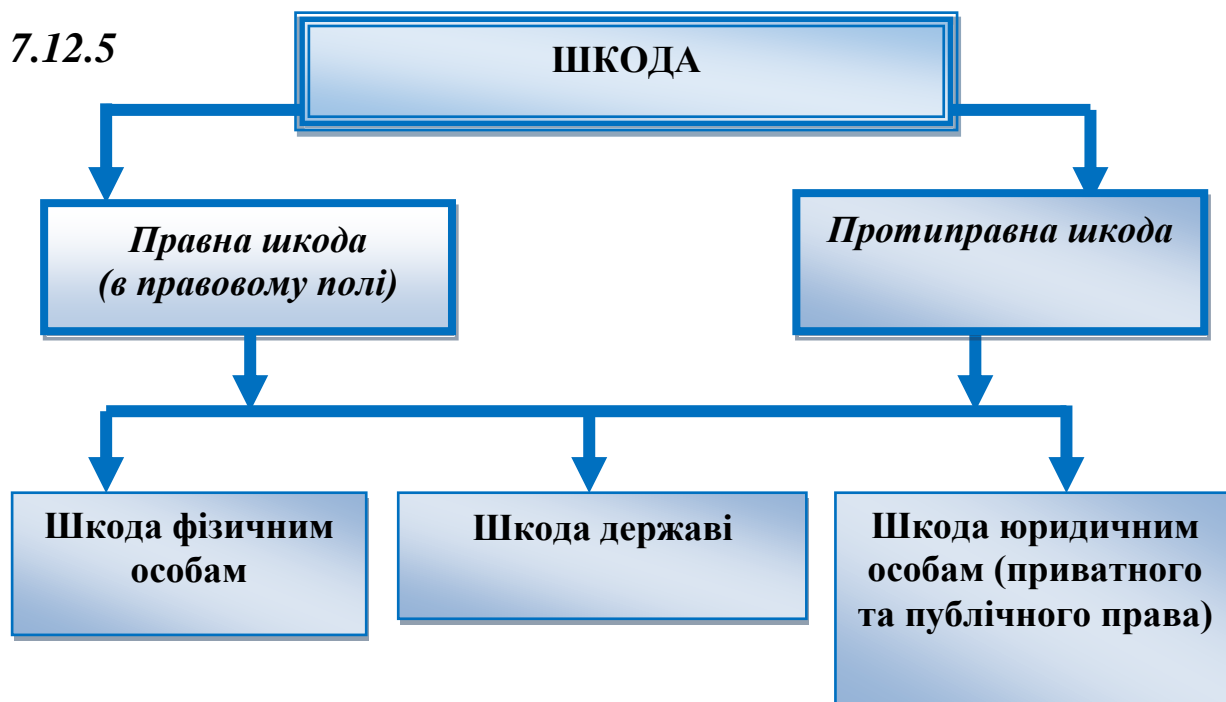 7.12.5
ШКОДА
Правна шкода
(в правовому полі)
Протиправна шкода
Шкода фізичним
особам
Шкода державі
Шкода юридичним
особам (приватного
та публічного права)